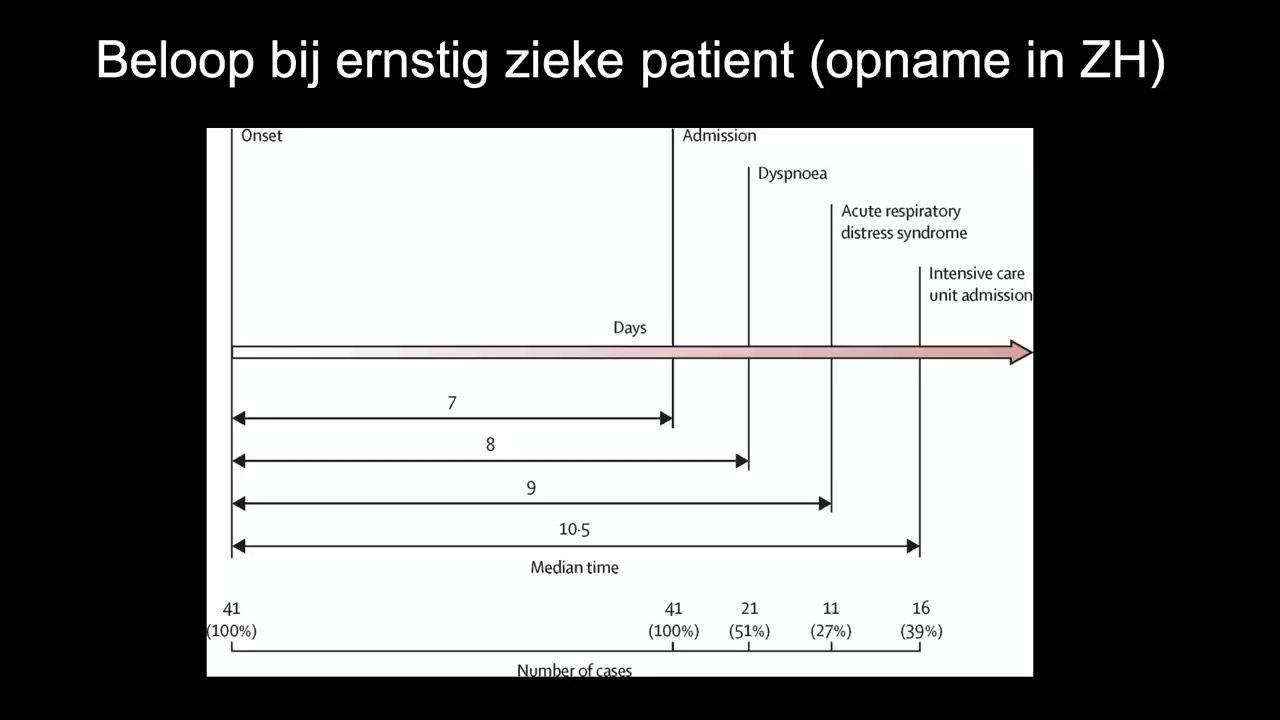 Beloop bij ernstig zieke patient (opname in ZH)
Onset
Admission
Dyspnoea
Acute respiratory
distress syndrome
Intensive care
unit admission
Days
7
8
9
10·5
Median time
41 41 21 11 16
(100%) (100%) (51%) (27%) (39%)
Number of cases